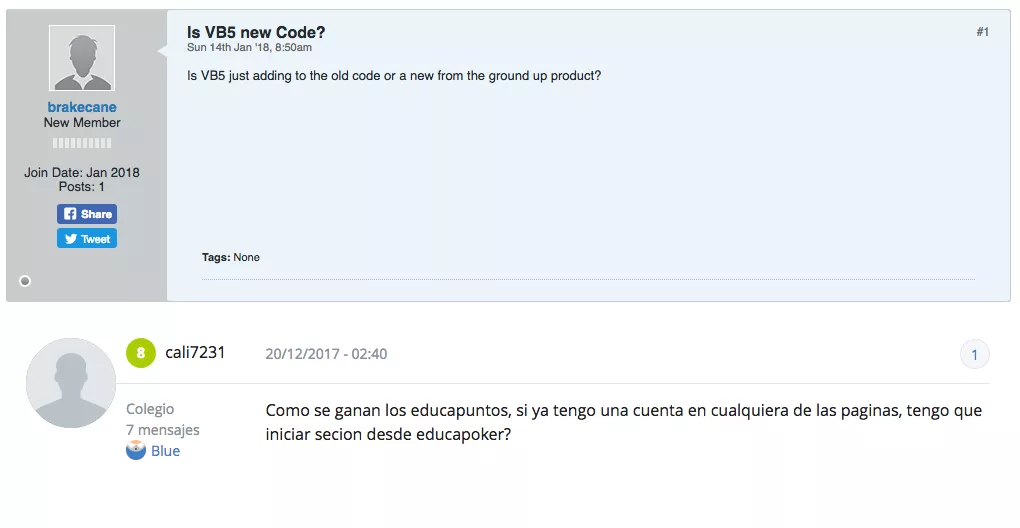 Is VB5 new Code?
#1
Sun 14th Jan '18, 8:50am
Is VB5 just adding to the old code or a new from the ground up product?
brakecane
New Member
Join Date: Jan 2018
Posts: 1
Share
Tweet
Tags: None
8 cali7231
20/12/2017 - 02:40
1
Colegio
7 mensajes
Blue
Como se ganan los educapuntos, si ya tengo una cuenta en cualquiera de las paginas, tengo que
iniciar secion desde educapoker?